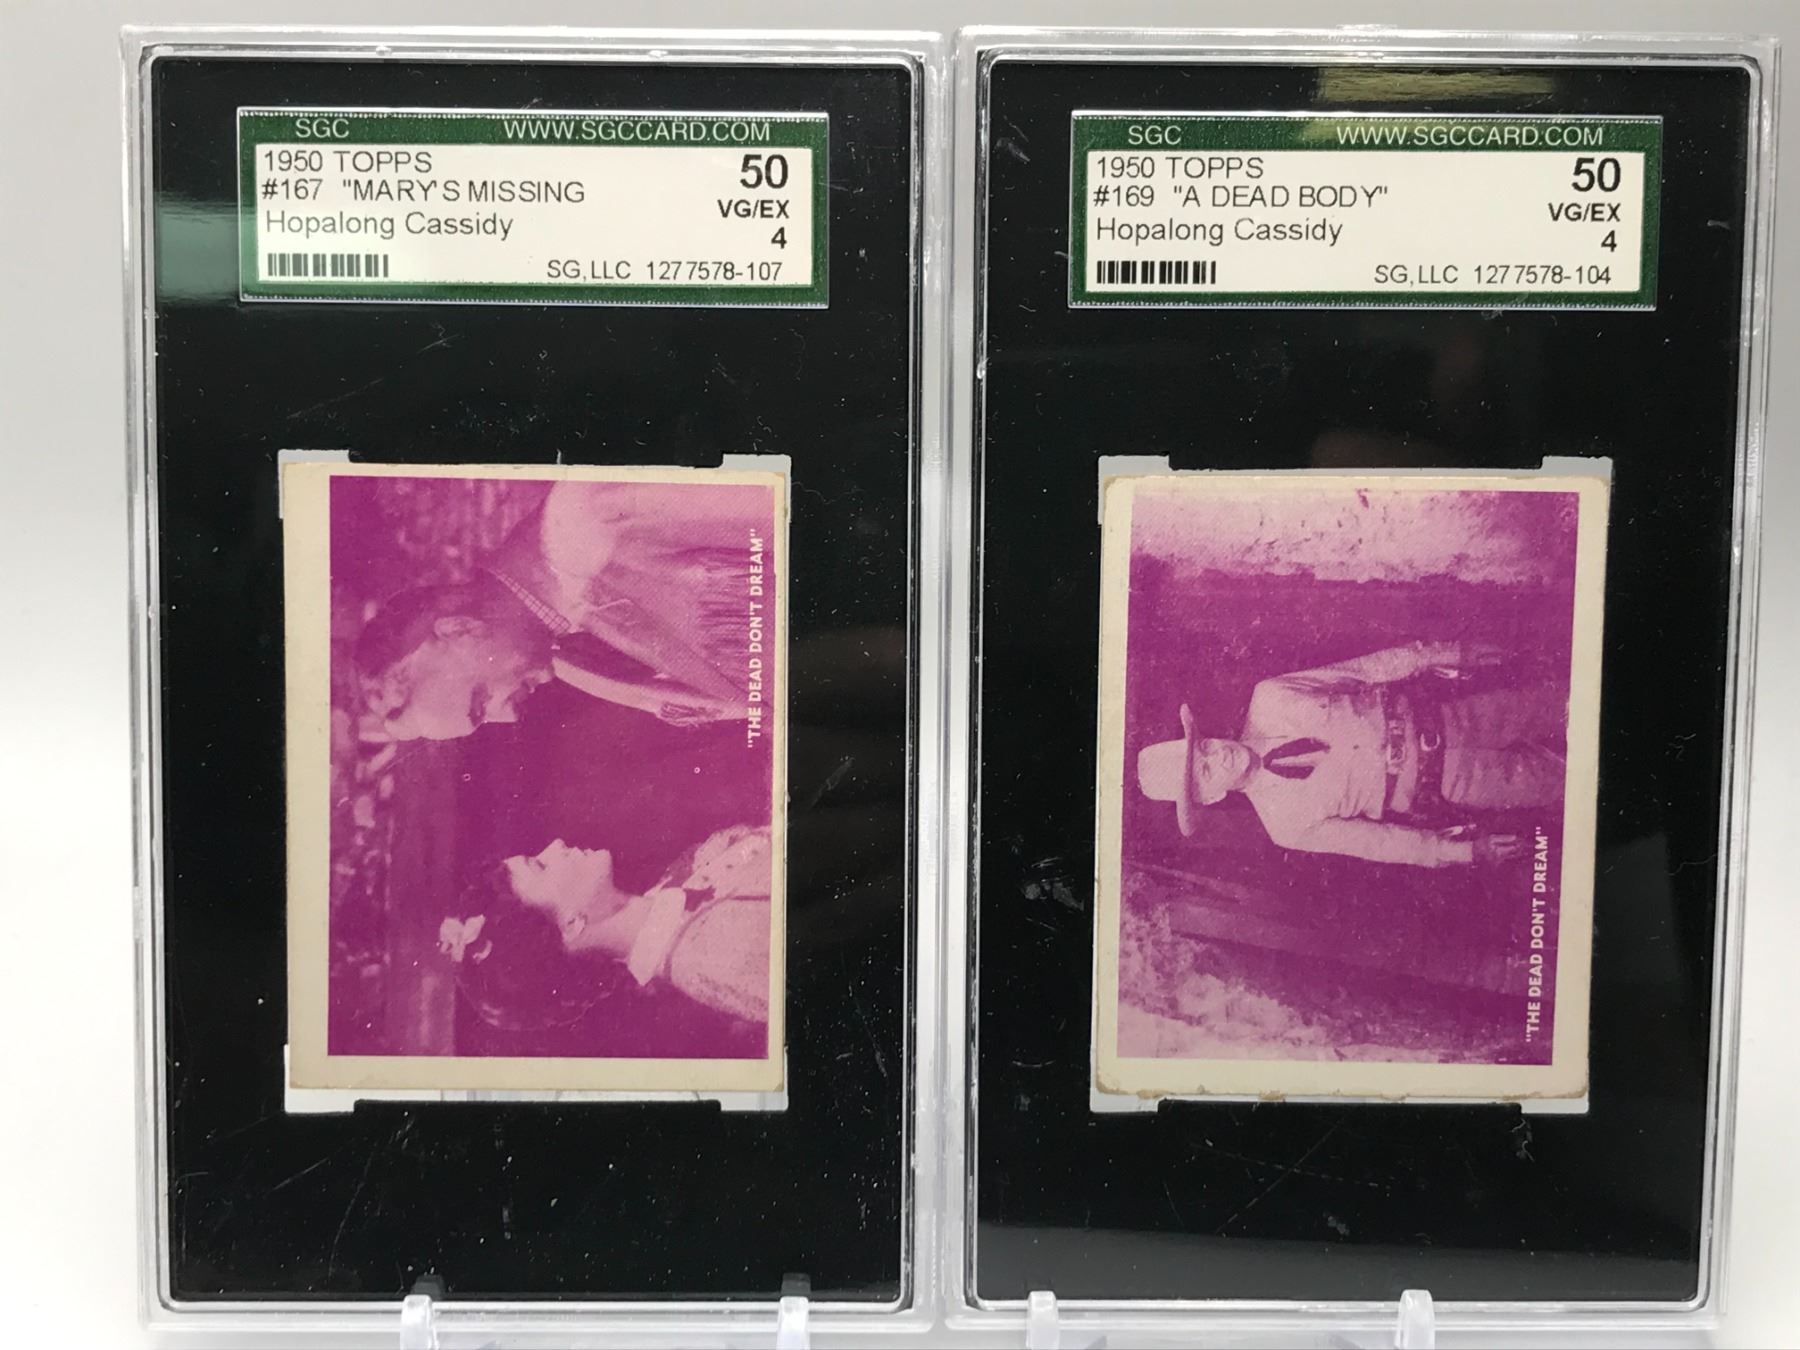 SGC WWW.SGCCARD.COM
1950 TOPPS 50
#167 "MARY'S MISSING VG/EX
Hopalong Cassidy 4
SG,LLC 1277578-107
"THE DEAD DON'T DREAM"
SGC WWW.SGCCARD.COM
1950 TOPPS 50
#169 "A DEAD BODY" VG/EX
Hopalong Cassidy 4
SG,LLC 1277578-104
"THE DEAD DON'T DREAM"